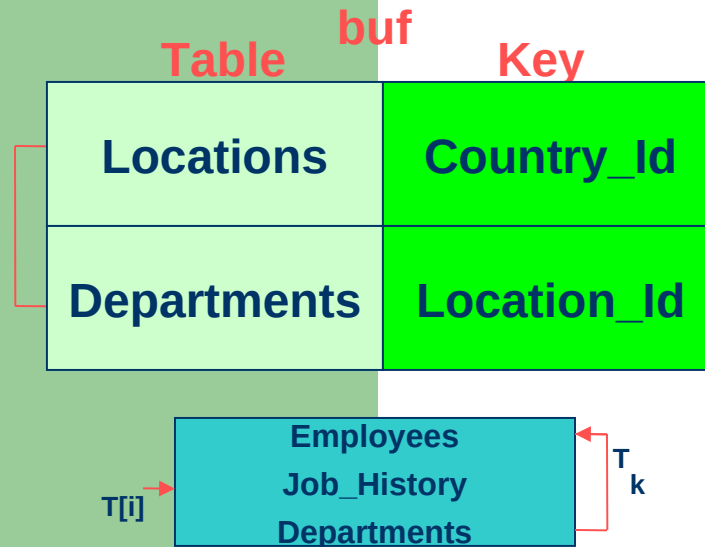 buf
Table Key
Locations Country_Id
Departments Location_Id
Employees
Job_History
Departments
T[i]
T
k